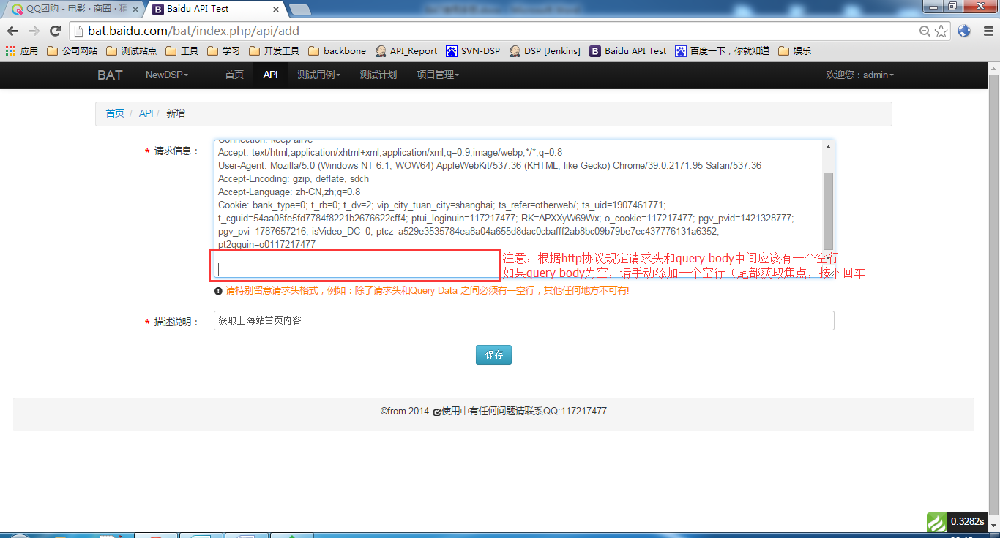 QQ团购 - 电影 · 商圈 · 精
Baidu API Test
bat.baidu.com/bat/index.php/api/add
应用 公司网站 测试站点 工具 学习 开发工具 backbone API_Report SVN-DSP DSP [Jenkins] Baidu API Test 百度一下，你就知道 娱乐
BAT NewDSP 首页 API 测试用例 测试计划 项目管理 欢迎您：admin
首页 / API / 新增
* 请求信息：
Connection: keep-alive
Accept: text/html,application/xhtml+xml,application/xml;q=0.9,image/webp,*/*;q=0.8
User-Agent: Mozilla/5.0 (Windows NT 6.1; WOW64) AppleWebKit/537.36 (KHTML, like Gecko) Chrome/39.0.2171.95 Safari/537.36
Accept-Encoding: gzip, deflate, sdch
Accept-Language: zh-CN,zh;q=0.8
Cookie: bank_type=0; t_rb=0; t_dv=2; vip_city_tuan_city=shanghai; ts_refer=otherweb/; ts_uid=1907461771;
t_cguid=54aa08fe5fd7784f8221b2676622cff4; ptui_loginuin=117217477; RK=APXXyW69Wx; o_cookie=117217477; pgv_pvid=1421328777;
pgv_pvi=1787657216; isVideo_DC=0; ptcz=a529e3535784ea8a04a655d8dac0cbafff2ab8bc09b79be7ec437776131a6352;
pt2gguin=o0117217477
注意：根据http协议规定请求头和query body中间应该有一个空行
如果query body为空，请手动添加一个空行（尾部获取焦点，按下回车
请特别留意请求头格式，例如：除了请求头和Query Data 之间必须有一空行，其他任何地方不可有!
* 描述说明：
获取上海站首页内容
保存
©from 2014 使用中有任何问题请联系QQ:117217477
0.3282s